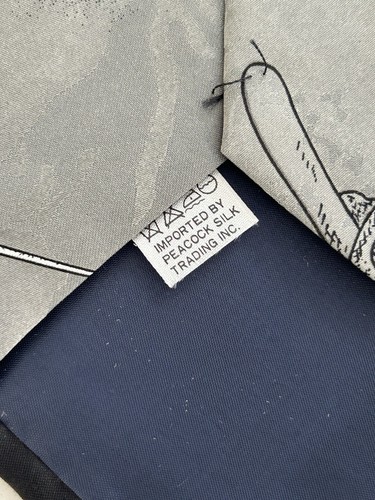 IMPORTED BY
PEACOCK SILK
TRADING INC.